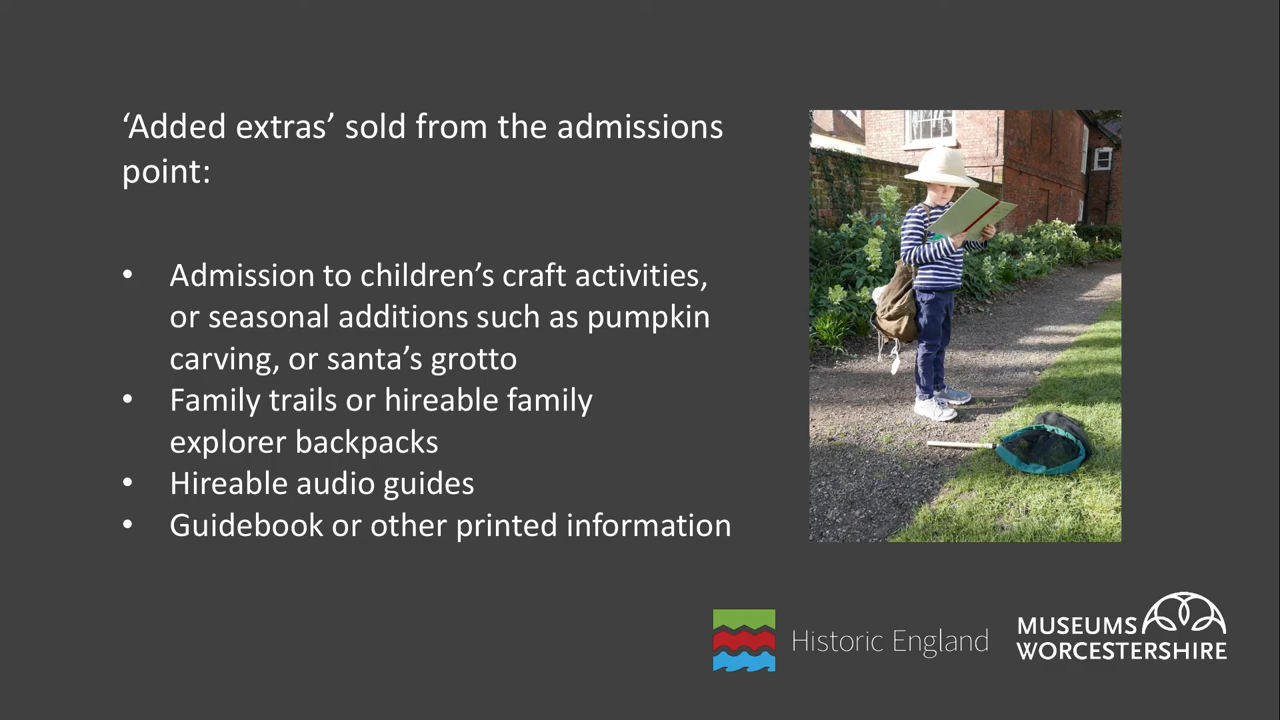 ‘Added extras’ sold from the admissions
point:
• Admission to children’s craft activities,
or seasonal additions such as pumpkin
carving, or santa’s grotto
• Family trails or hireable family
explorer backpacks
• Hireable audio guides
• Guidebook or other printed information
Historic England
MUSEUMS
WORCESTERSHIRE